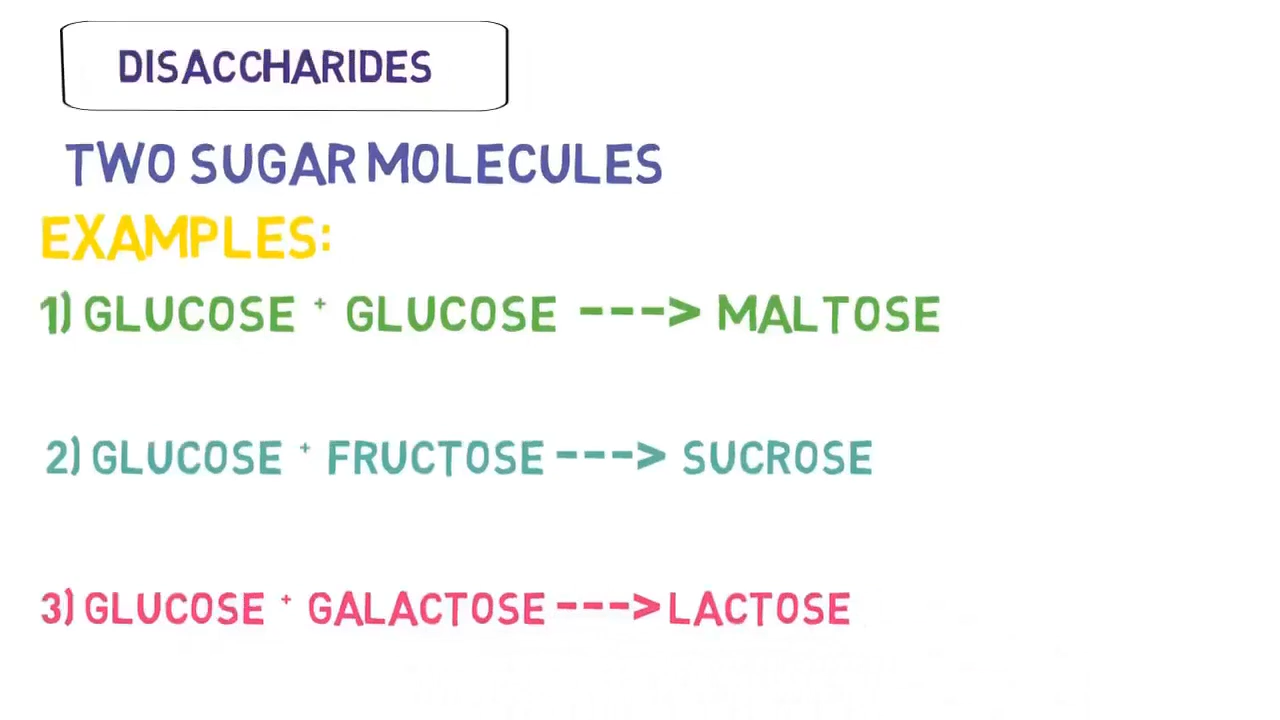 DISACCHARIDES
TWO SUGAR MOLECULES
EXAMPLES:
1) GLUCOSE + GLUCOSE ---> MALTOSE
2) GLUCOSE + FRUCTOSE ---> SUCROSE
3) GLUCOSE + GALACTOSE ---> LACTOSE